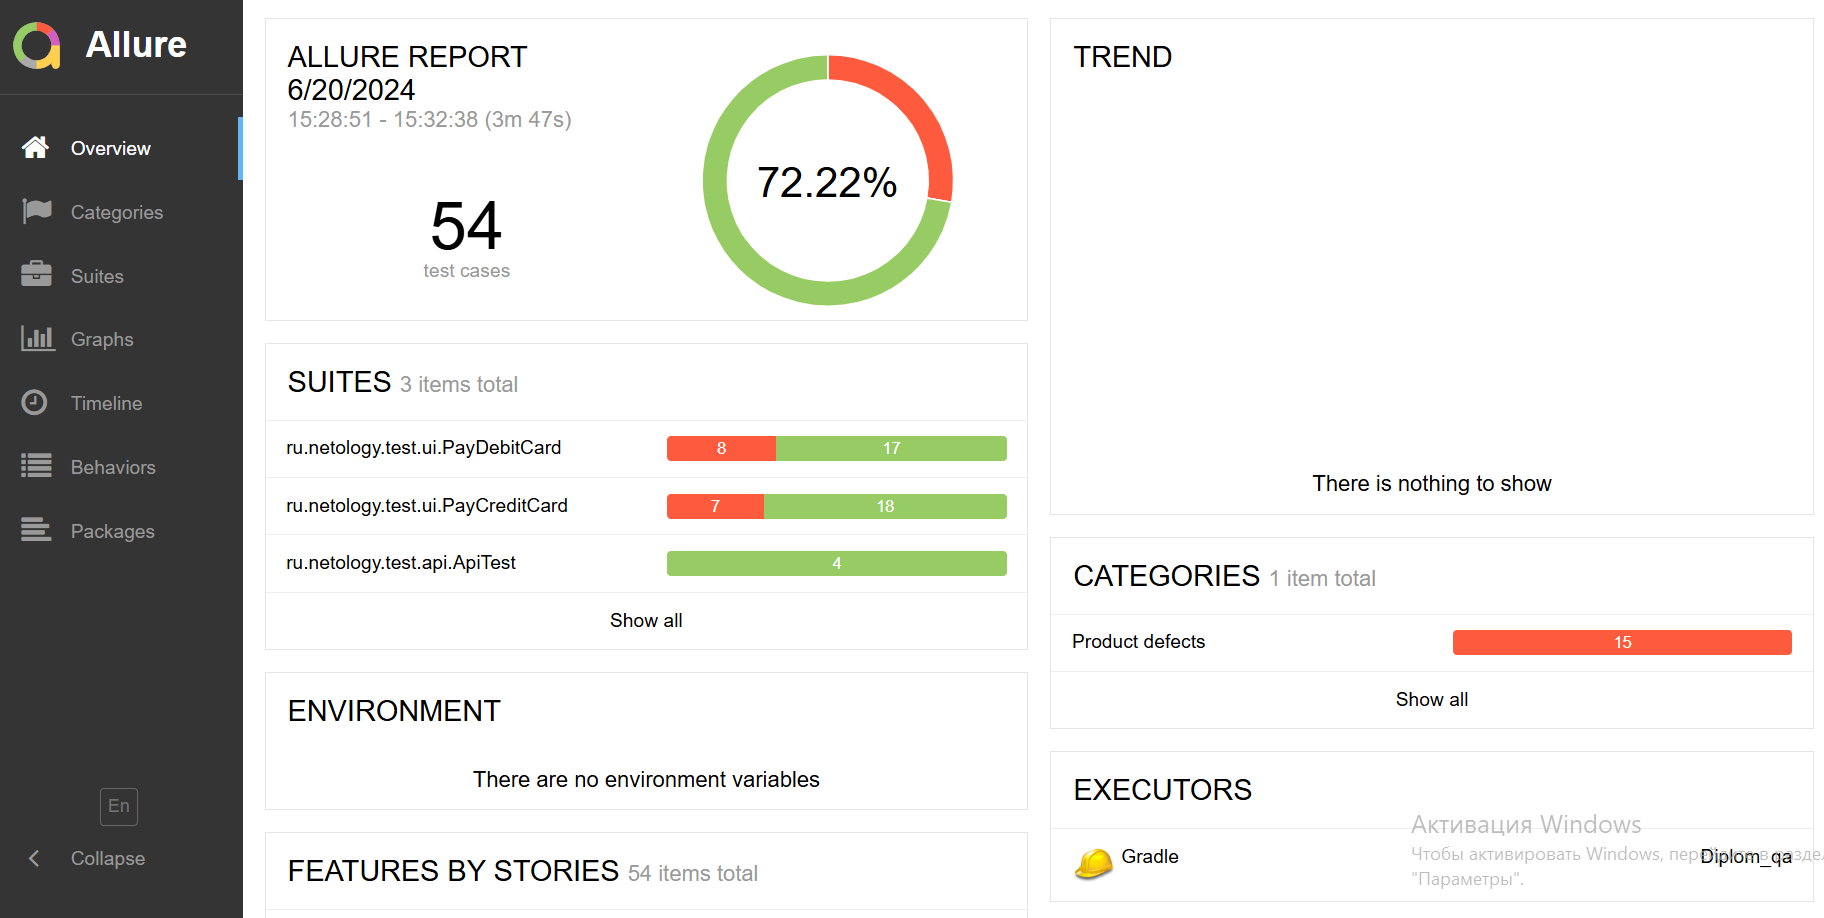 Allure
Overview
Categories
Suites
Graphs
Timeline
Behaviors
Packages
En
Collapse
ALLURE REPORT
6/20/2024
15:28:51 - 15:32:38 (3m 47s)
54
test cases
72.22%
SUITES 3 items total
ru.netology.test.ui.PayDebitCard 8 17
ru.netology.test.ui.PayCreditCard 7 18
ru.netology.test.api.ApiTest 4
Show all
ENVIRONMENT
There are no environment variables
FEATURES BY STORIES 54 items total
TREND
There is nothing to show
CATEGORIES 1 item total
Product defects 15
Show all
EXECUTORS
Gradle Diplom_qa
Активация Windows
Чтобы активировать Windows, перейдите в
"Параметры".